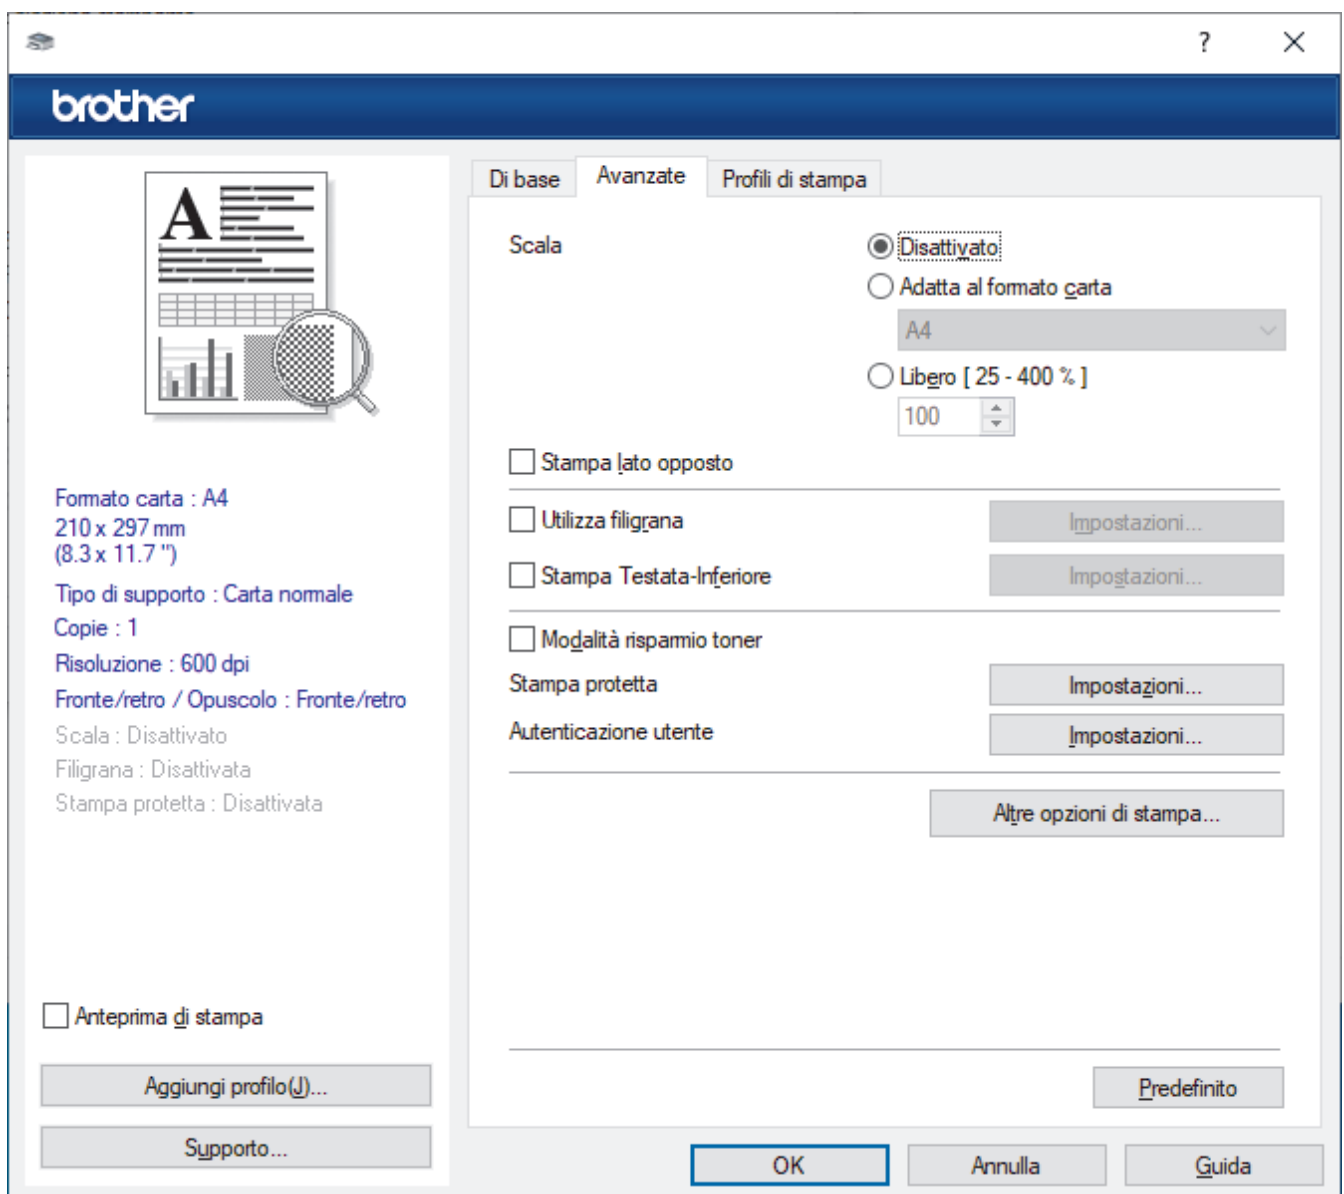 ?
brother
A
Di base
Avanzate
Profili di stampa
Scala
Disattivato
Adatta al formato carta
A4
Libero [ 25 - 400 % ]
100
Stampa lato opposto
Utilizza filigrana
Impostazioni...
Stampa Testata-Inferiore
Impostazioni...
Modalità risparmio toner
Stampa protetta
Impostazioni...
Autenticazione utente
Impostazioni...
Altre opzioni di stampa...
Formato carta : A4
210 x 297 mm
(8.3 x 11.7 ")
Tipo di supporto : Carta normale
Copie : 1
Risoluzione : 600 dpi
Fronte/retro / Opuscolo : Fronte/retro
Scala : Disattivato
Filigrana : Disattivata
Stampa protetta : Disattivata
Anteprima di stampa
Aggiungi profilo(J)...
Supporto...
Predefinito
OK
Annulla
Guida